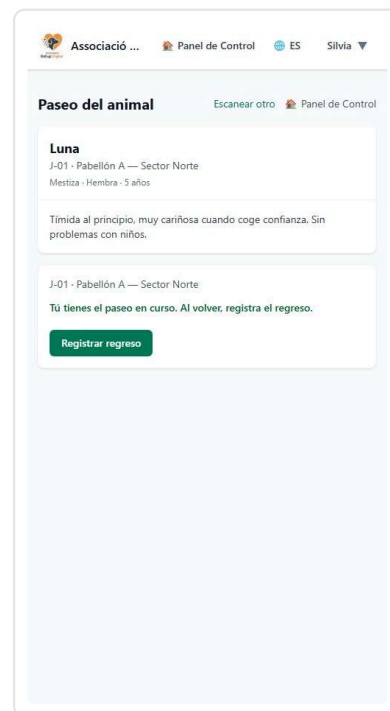 Associació ...
Panel de Control
ES
Silvia ▼
Paseo del animal
Escanear otro
Panel de Control
Luna
J-01 · Pabellón A — Sector Norte
Mestiza · Hembra · 5 años
Tímida al principio, muy cariñosa cuando coge confianza. Sin
problemas con niños.
J-01 · Pabellón A — Sector Norte
Tú tienes el paseo en curso. Al volver, registra el regreso.
Registrar regreso